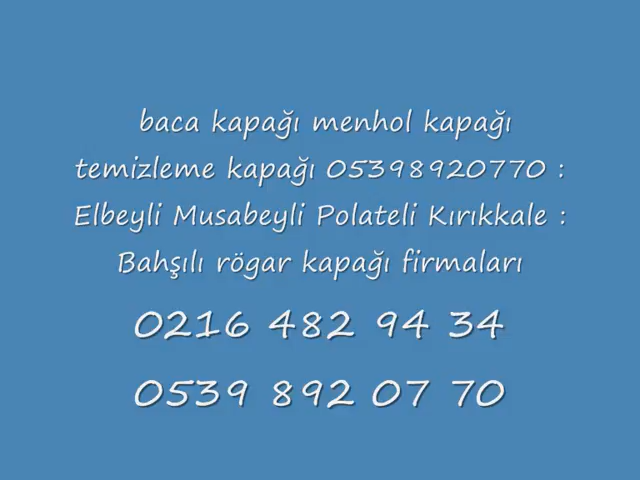 baca kapağı menhol kapağı
temizleme kapağı 05398920770 :
Elbeyli Musabeyli Polateli Kırıkkale :
Bahşılı rögar kapağı firmaları
0216 482 94 34
0539 892 07 70